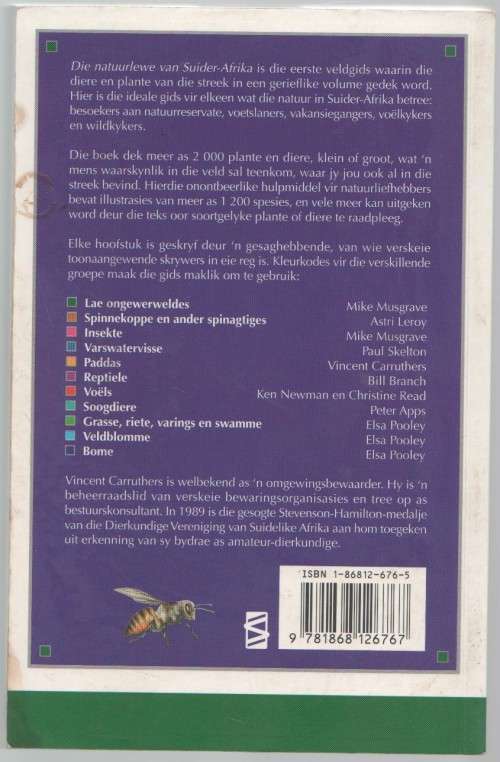 Die natuurlewe van Suider-Afrika is die eerste veldgids waarin die
diere en plante van die streek in een gerieflike volume gedek word.
Hier is die ideale gids vir elkeen wat die natuur in Suider-Afrika betree:
besoekers aan natuurreservate, voetslaners, vakansiegangers, voëlkykers
en wildkykers.
Die boek dek meer as 2 000 plante en diere, klein of groot, wat 'n
mens waarskynlik in die veld sal teenkom, waar jy jou ook al in die
streek bevind. Hierdie onontbeerlike hulpmiddel vir natuurliefhebbers
bevat illustrasies van meer as 1 200 spesies, en vele meer kan uitgeken
word deur die teks oor soortgelyke plante of diere te raadpleeg.
Elke hoofstuk is geskryf deur 'n gesaghebbende, van wie verskeie
toonaangewende skrywers in eie reg is. Kleurkodes vir die verskillende
groepe maak die gids maklik om te gebruik:
Lae ongewerweldes Mike Musgrave
Spinnekoppe en ander spinagtiges Astri Leroy
Insekte Mike Musgrave
Varswatervisse Paul Skelton
Paddas Vincent Carruthers
Reptiele Bill Branch
Voëls Ken Newman en Christine Read
Soogdiere Peter Apps
Grasse, riete, varings en swamme Elsa Pooley
Veldblomme Elsa Pooley
Bome Elsa Pooley
Vincent Carruthers is welbekend as 'n omgewingsbewaarder. Hy is 'n
beheerraadslid van verskeie bewaringsorganisasies en tree op as
bestuurskonsultant. In 1989 is die gesogte Stevenson-Hamilton-medalje
van die Dierkundige Vereniging van Suidelike Afrika aan hom toegeken
uit erkenning van sy bydrae as amateur-dierkundige.
ISBN 1-86812-676-5
9 781868 126767